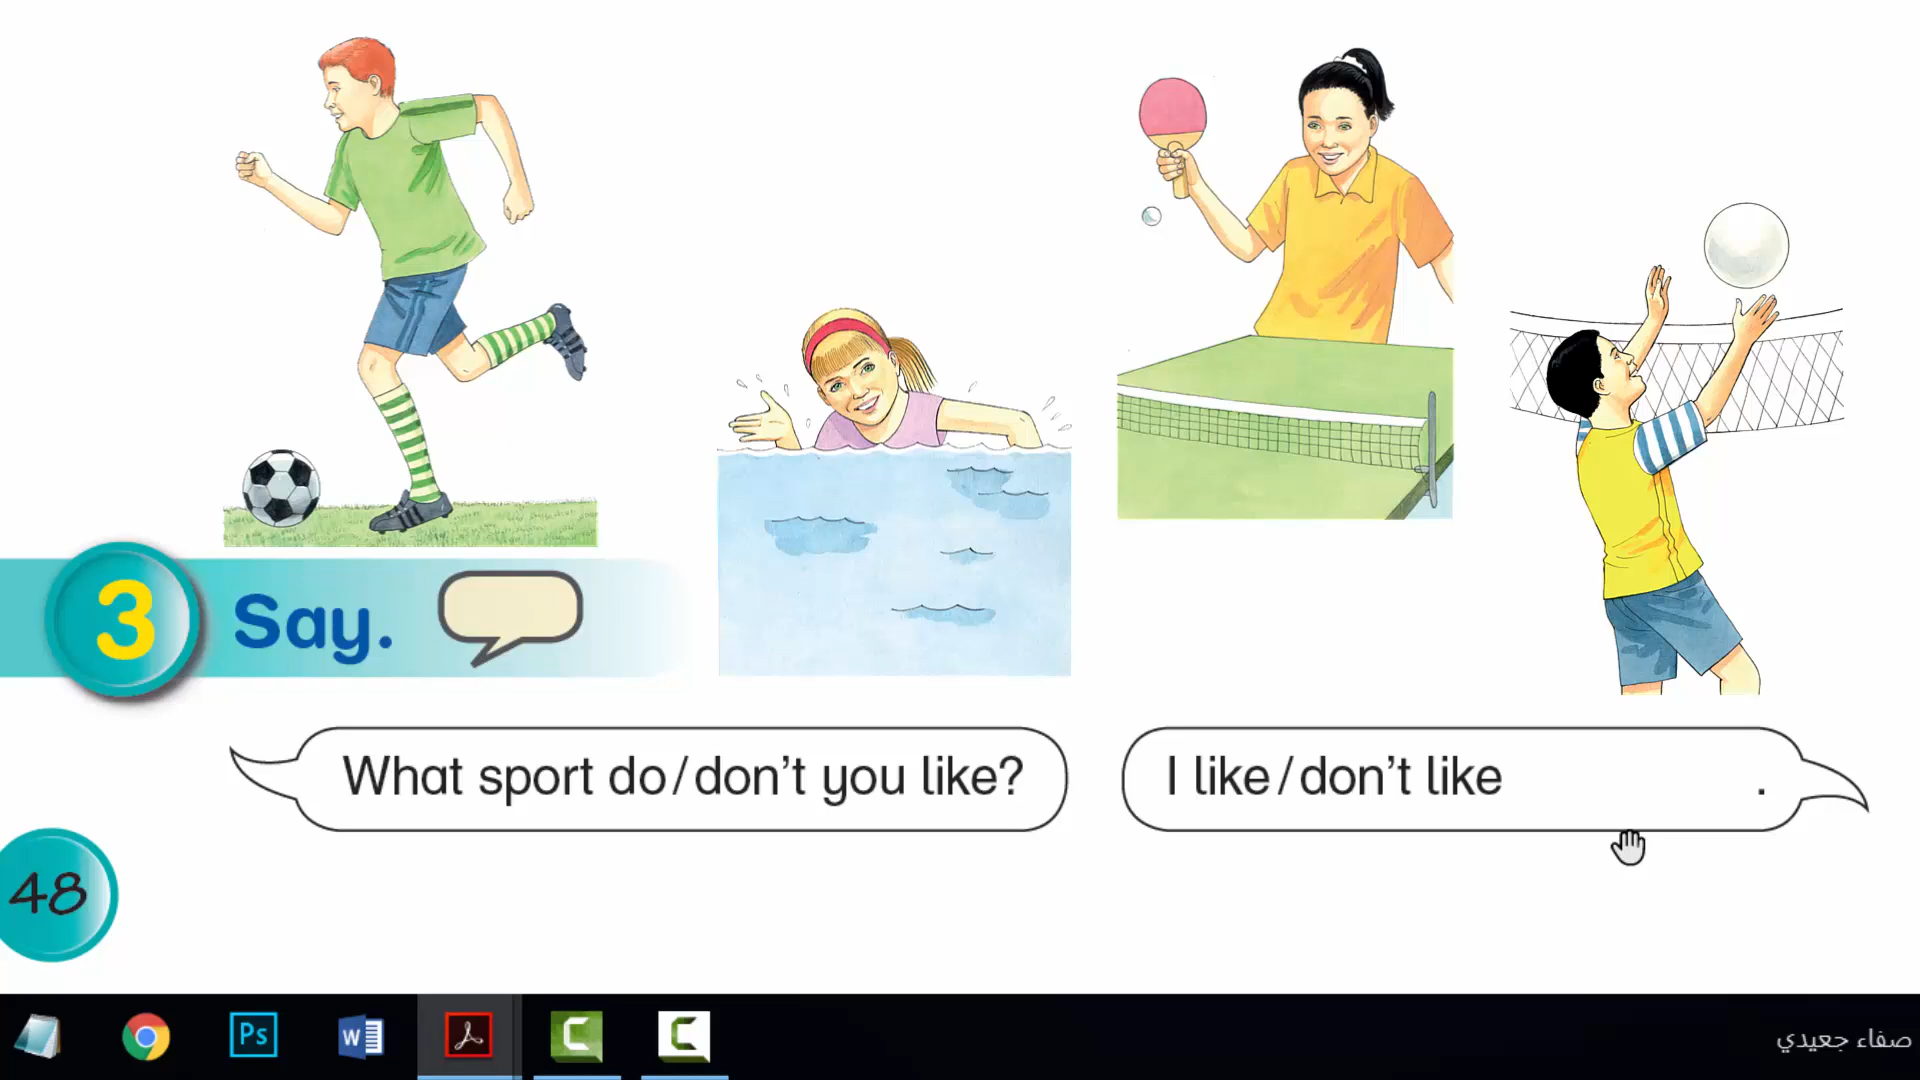 3 Say.
What sport do/don't you like?
I like/don't like .
48
Ps
W
صفاء جعيدي